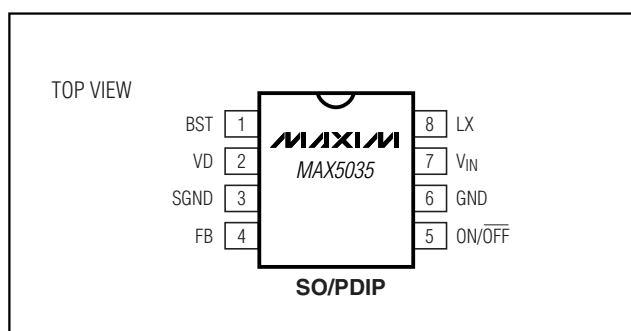 TOP VIEW
BST 1
VD 2
SGND 3
FB 4
MAXIM
MAX5035
8 LX
7 VIN
6 GND
5 ON/OFF
SO/PDIP